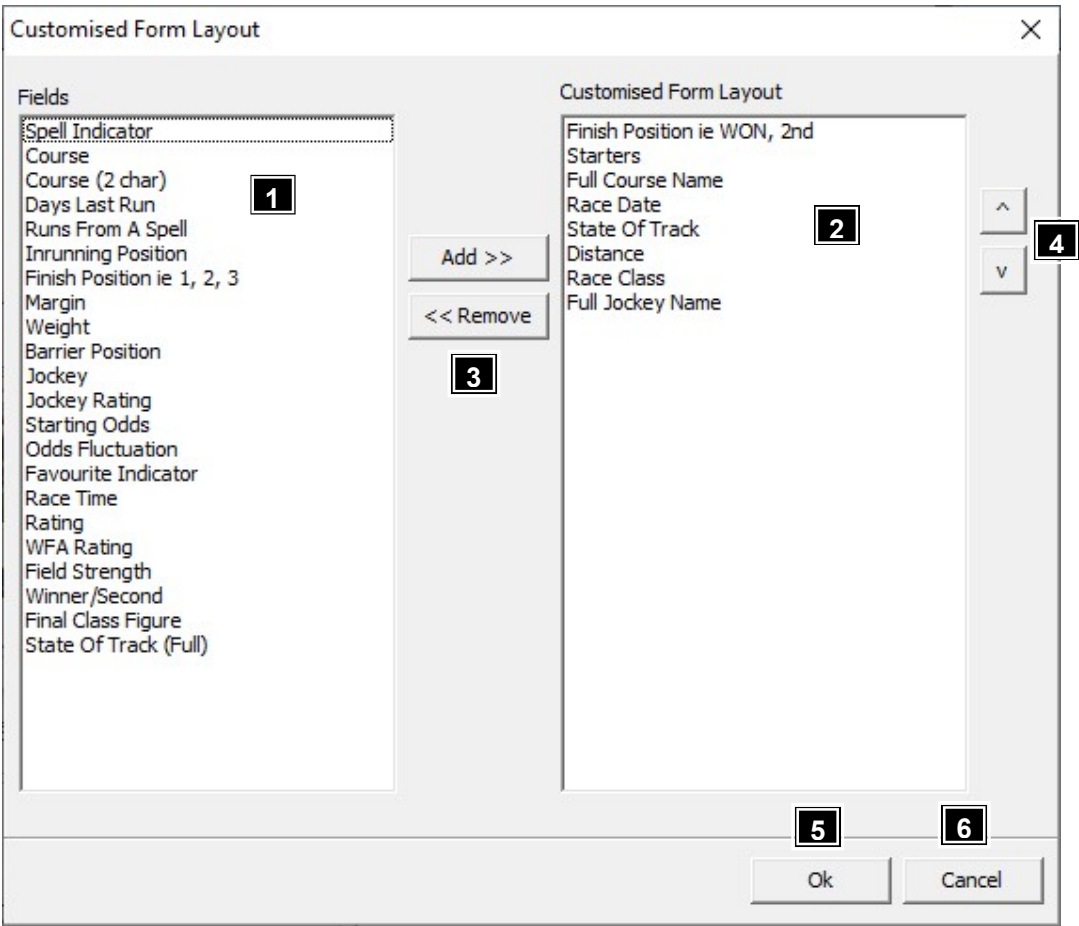 Customised Form Layout
Fields
Spell Indicator
Course
Course (2 char)
Days Last Run
Runs From A Spell
Inrunning Position
Finish Position ie 1, 2, 3
Margin
Weight
Barrier Position
Jockey
Jockey Rating
Starting Odds
Odds Fluctuation
Favourite Indicator
Race Time
Rating
WFA Rating
Field Strength
Winner/Second
Final Class Figure
State Of Track (Full)
1
Add >>
<< Remove
3
Customised Form Layout
Finish Position ie WON, 2nd
Starters
Full Course Name
Race Date
State Of Track
Distance
Race Class
Full Jockey Name
2
^
v
4
5
6
Ok
Cancel